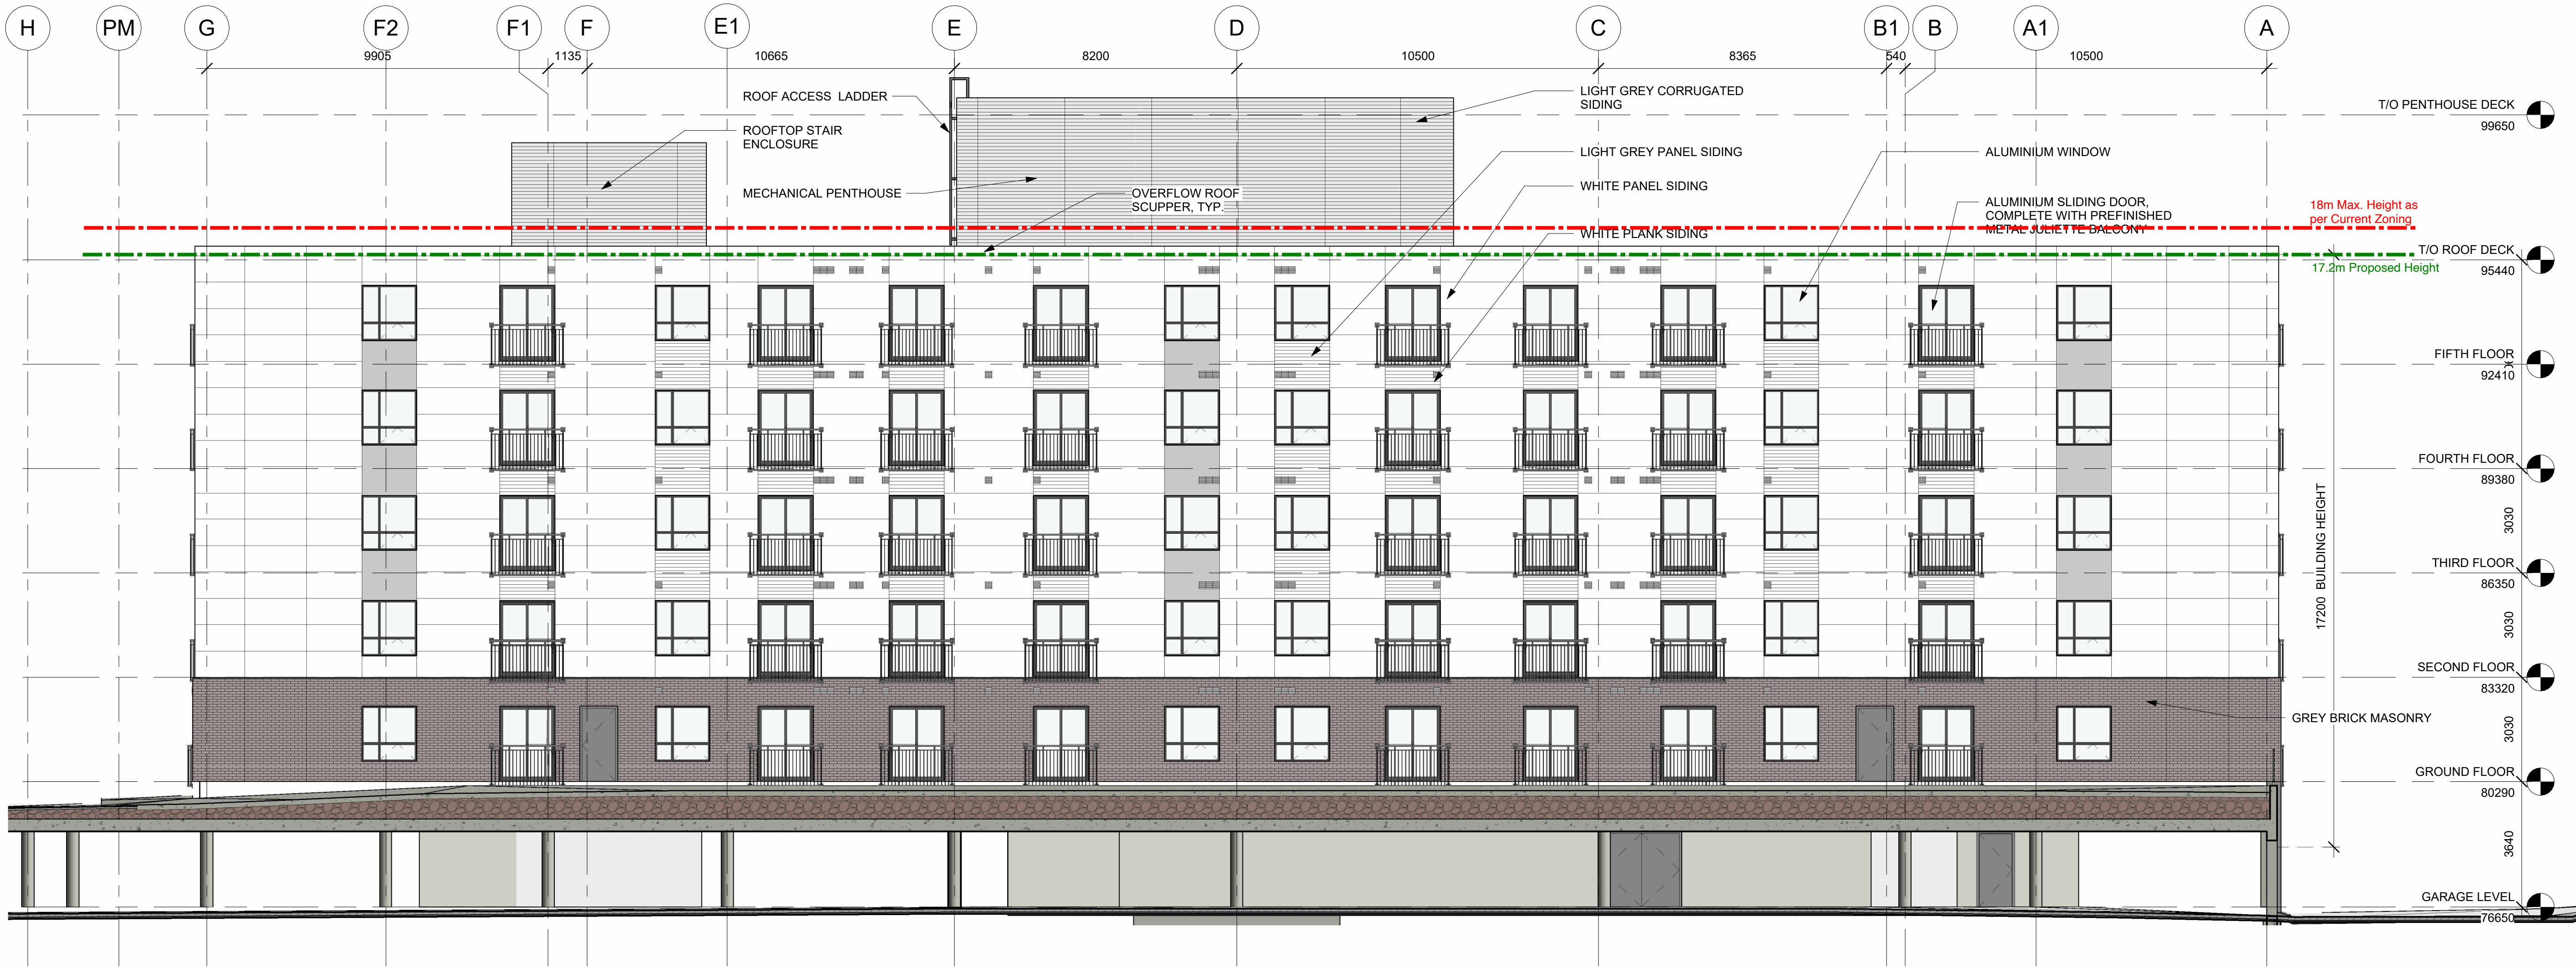 H PM G F2 F1 F E1 E D C B1 B A1 A
9905 1135 10665 8200 10500 8365 540 10500
ROOF ACCESS LADDER
ROOFTOP STAIR
ENCLOSURE
MECHANICAL PENTHOUSE
OVERFLOW ROOF
SCUPPER, TYP.
LIGHT GREY CORRUGATED
SIDING
LIGHT GREY PANEL SIDING
WHITE PANEL SIDING
WHITE PLANK SIDING
ALUMINIUM WINDOW
ALUMINIUM SLIDING DOOR,
COMPLETE WITH PREFINISHED
METAL JULIETTE BALCONY
T/O PENTHOUSE DECK
99650
18m Max. Height as
per Current Zoning
T/O ROOF DECK
95440
17.2m Proposed Height
FIFTH FLOOR
92410
FOURTH FLOOR
89380
3030
THIRD FLOOR
86350
17200 BUILDING HEIGHT
3030
SECOND FLOOR
83320
GREY BRICK MASONRY
3030
GROUND FLOOR
80290
3640
GARAGE LEVEL
76650